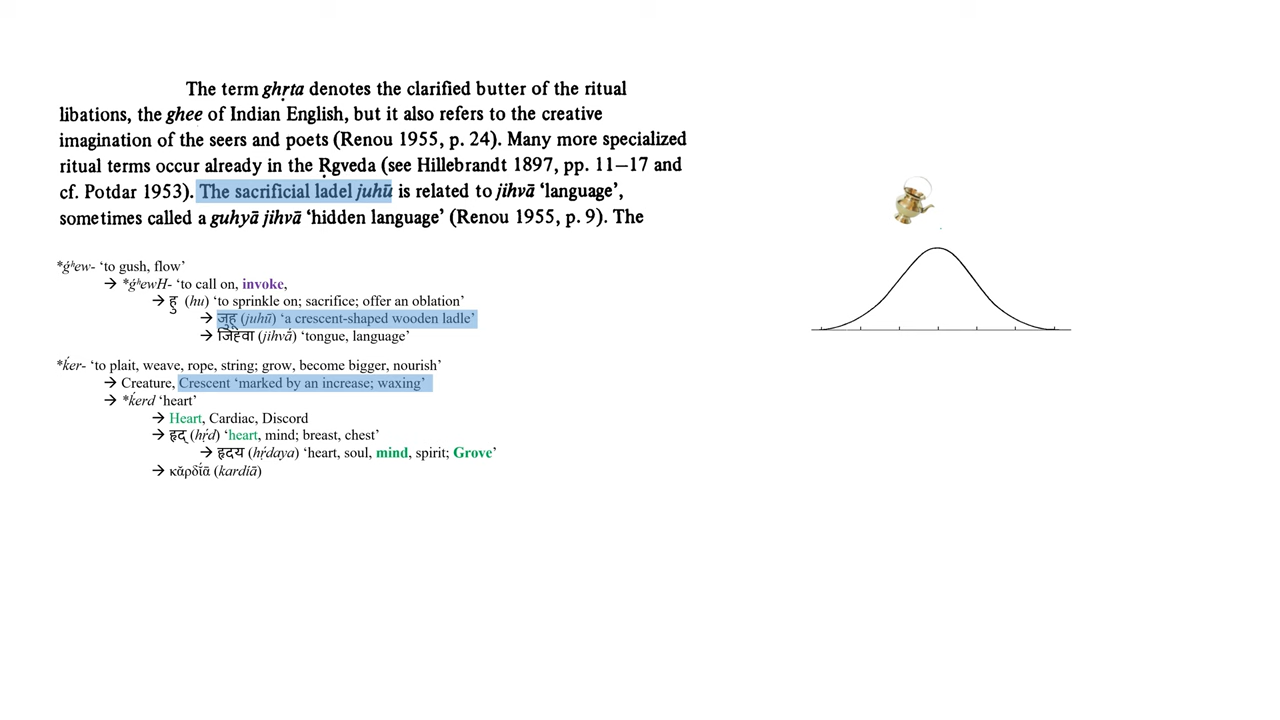 The term ghṛta denotes the clarified butter of the ritual
libations, the ghee of Indian English, but it also refers to the creative
imagination of the seers and poets (Renou 1955, p. 24). Many more specialized
ritual terms occur already in the Ṛgveda (see Hillebrandt 1897, pp. 11–17 and
cf. Potdar 1953). The sacrificial ladel juhū is related to jihvā ‘language’,
sometimes called a guhyā jihvā ‘hidden language’ (Renou 1955, p. 9). The
*ǵʰew- ‘to gush, flow’
→ *ǵʰewH- ‘to call on, invoke,
→ हु (hu) ‘to sprinkle on; sacrifice; offer an oblation’
→ जुहू (juhū) ‘a crescent-shaped wooden ladle’
→ जिह्वा (jihvā́) ‘tongue, language’
*ḱer- ‘to plait, weave, rope, string; grow, become bigger, nourish’
→ Creature, Crescent ‘marked by an increase; waxing’
→ *ḱerd ‘heart’
→ Heart, Cardiac, Discord
→ हृद् (hṛ́d) ‘heart, mind; breast, chest’
→ हृदय (hṛ́daya) ‘heart, soul, mind, spirit; Grove’
→ κᾰρδῐ́ᾱ (kardíā)